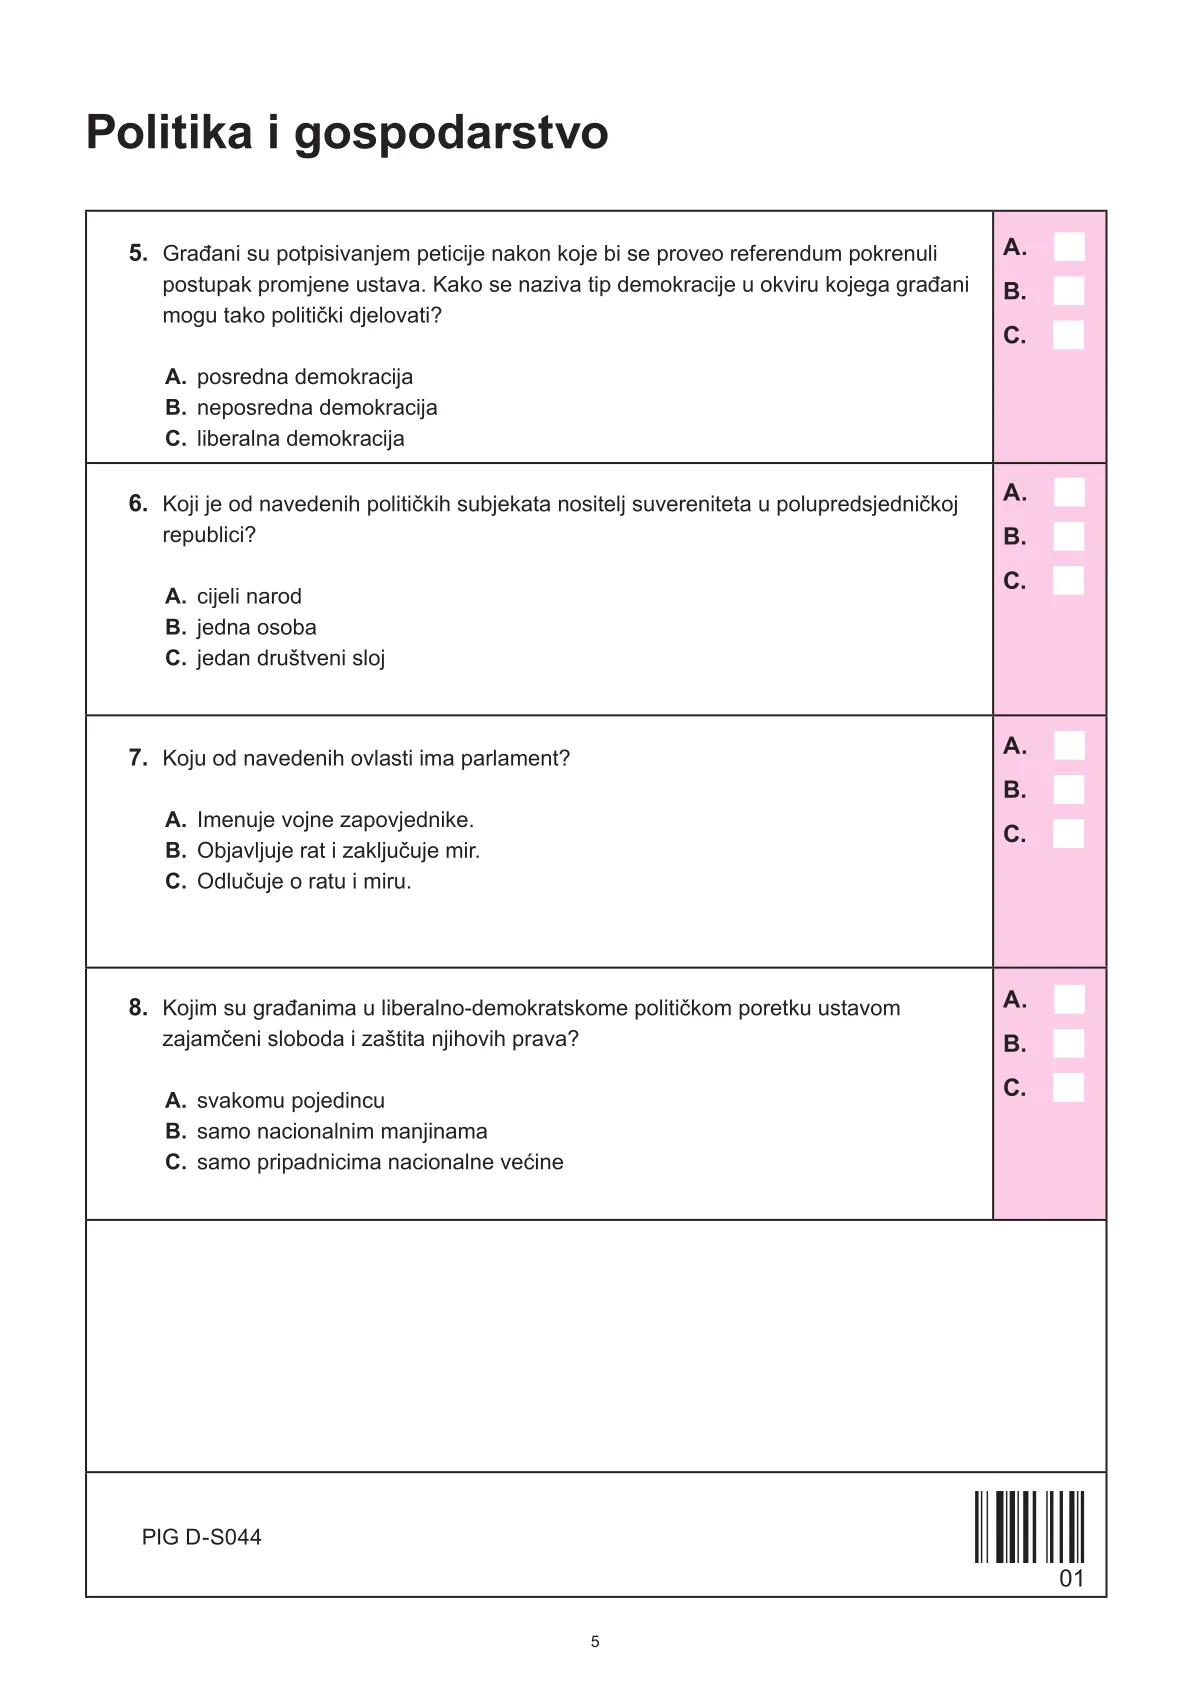 Politika i gospodarstvo
5. Građani su potpisivanjem peticije nakon koje bi se proveo referendum pokrenuli
postupak promjene ustava. Kako se naziva tip demokracije u okviru kojega građani
mogu tako politički djelovati?
A. posredna demokracija
B. neposredna demokracija
C. liberalna demokracija
A.
B.
C.
6. Koji je od navedenih političkih subjekata nositelj suvereniteta u polupredsjedničkoj
republici?
A. cijeli narod
B. jedna osoba
C. jedan društveni sloj
A.
B.
C.
7. Koju od navedenih ovlasti ima parlament?
A. Imenuje vojne zapovjednike.
B. Objavljuje rat i zaključuje mir.
C. Odlučuje o ratu i miru.
A.
B.
C.
8. Kojim su građanima u liberalno-demokratskome političkom poretku ustavom
zajamčeni sloboda i zaštita njihovih prava?
A. svakomu pojedincu
B. samo nacionalnim manjinama
C. samo pripadnicima nacionalne većine
A.
B.
C.
PIG D-S044
01
5